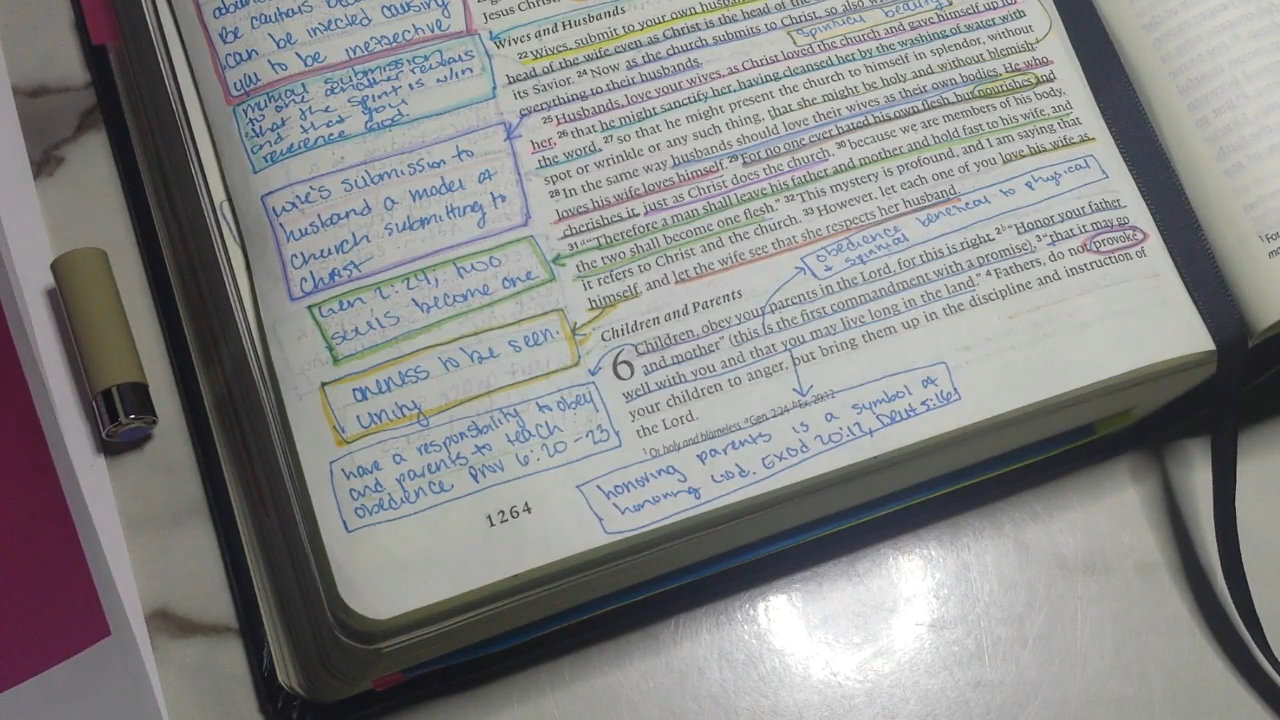 be cautious
can be injected causing
you to be ineffective
mutual submission
to one another reveals
that the Spirit is w/in
and that you
reverence God.
wife's submission to
husband a model of
church submitting to
Christ
Gen 2:24, two
souls become one
oneness to be seen.
unity
have a responsibility to obey
and parents to teach
obedience Prov 6:20-23
1264
Jesus Christ,
Wives and Husbands
22 Wives, submit to your own
head of the wife even as Christ is the head of the
its Savior. 24 Now as the church submits to Christ, so also
everything to their husbands.
spiritual beauty
25 Husbands, love your wives, as Christ loved the church and gave himself up for
her, 26 that he might sanctify her, having cleansed her by the washing of water with
the word, 27 so that he might present the church to himself in splendor, without
spot or wrinkle or any such thing, that she might be holy and without blemish.
28 In the same way husbands should love their wives as their own bodies. He who
loves his wife loves himself. 29 For no one ever hated his own flesh, but nourishes and
cherishes it, just as Christ does the church, 30 because we are members of his body.
31 "Therefore a man shall leave his father and mother and hold fast to his wife, and
the two shall become one flesh." 32 This mystery is profound, and I am saying that
it refers to Christ and the church. 33 However, let each one of you love his wife as
himself, and let the wife see that she respects her husband.
obedience beneficial to physical
+ spiritual
Children and Parents
6 Children, obey your parents in the Lord, for this is right. 2 "Honor your father
and mother" (this is the first commandment with a promise), 3 "that it may go
well with you and that you may live long in the land." 4 Fathers, do not provoke
your children to anger, but bring them up in the discipline and instruction of
the Lord.
1 Or holy and blameless Gen. 2:24 Ex. 20:12
honoring parents is a symbol of
honoring God. Exod 20:12, Deut 5:16